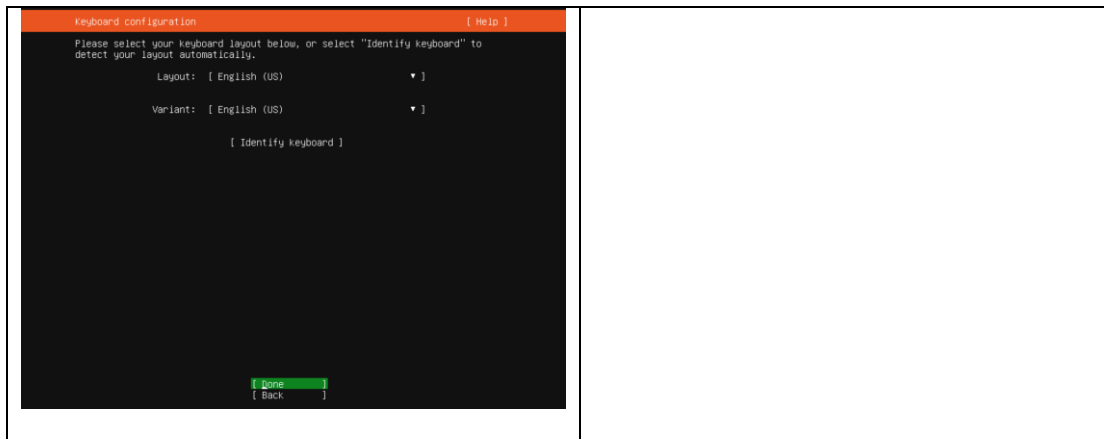 Keyboard configuration [ Help ]
Please select your keyboard layout below, or select "Identify keyboard" to
detect your layout automatically.
Layout: [ English (US) ▾ ]
Variant: [ English (US) ▾ ]
[ Identify keyboard ]
[ Done ]
[ Back ]